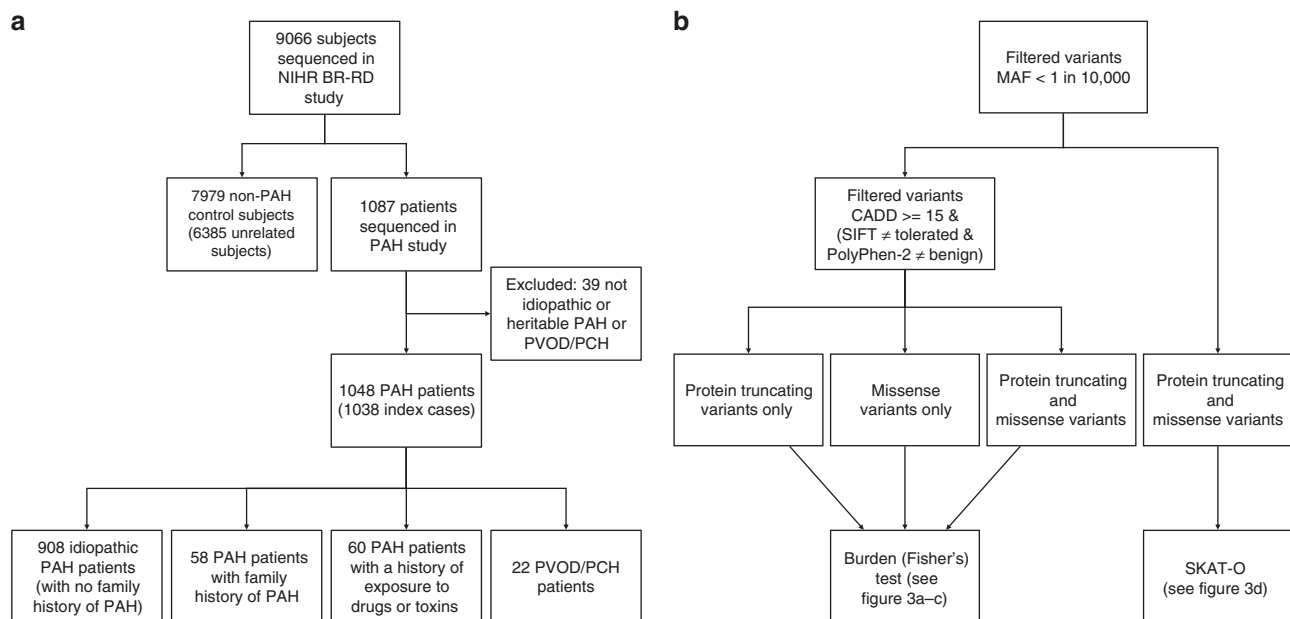 a
9066 subjects
sequenced in
NIHR BR-RD
study
7979 non-PAH
control subjects
(6385 unrelated
subjects)
1087 patients
sequenced in
PAH study
Excluded: 39 not
idiopathic or
heritable PAH or
PVOD/PCH
1048 PAH patients
(1038 index cases)
908 idiopathic
PAH patients
(with no family
history of PAH)
58 PAH patients
with family
history of PAH
60 PAH patients
with a history of
exposure to
drugs or toxins
22 PVOD/PCH
patients
b
Filtered variants
MAF < 1 in 10,000
Filtered variants
CADD >= 15 &
(SIFT ≠ tolerated &
PolyPhen-2 ≠ benign)
Protein truncating
variants only
Missense
variants only
Protein truncating
and
missense variants
Protein truncating
and
missense variants
Burden (Fisher's)
test (see
figure 3a–c)
SKAT-O
(see figure 3d)